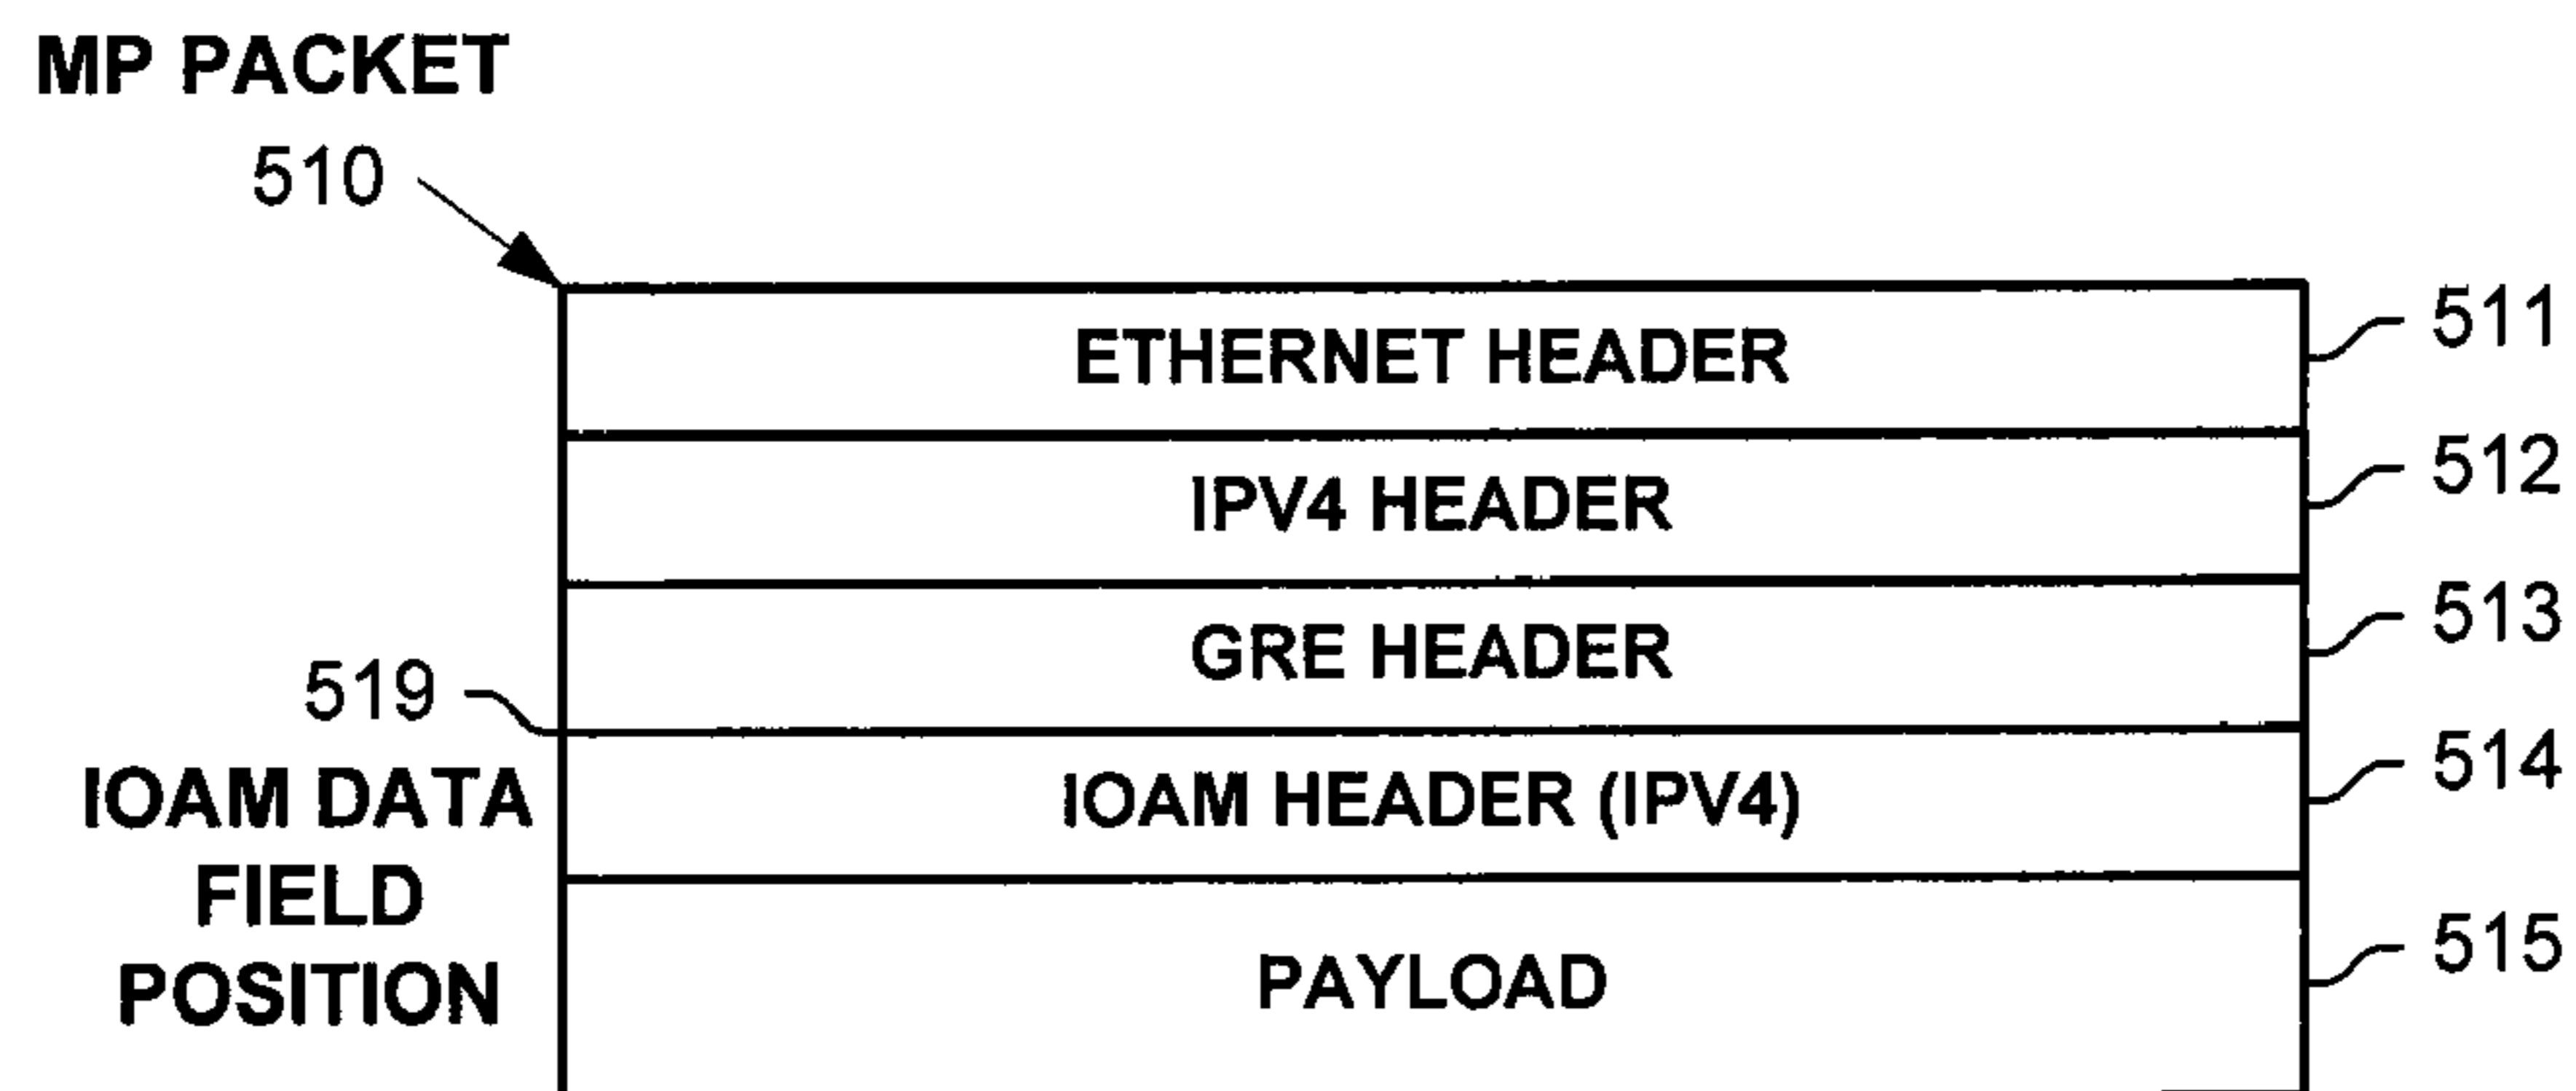 MP PACKET
510
ETHERNET HEADER
511
IPV4 HEADER
512
GRE HEADER
513
519
IOAM DATA
FIELD
POSITION
IOAM HEADER (IPV4)
514
PAYLOAD
515